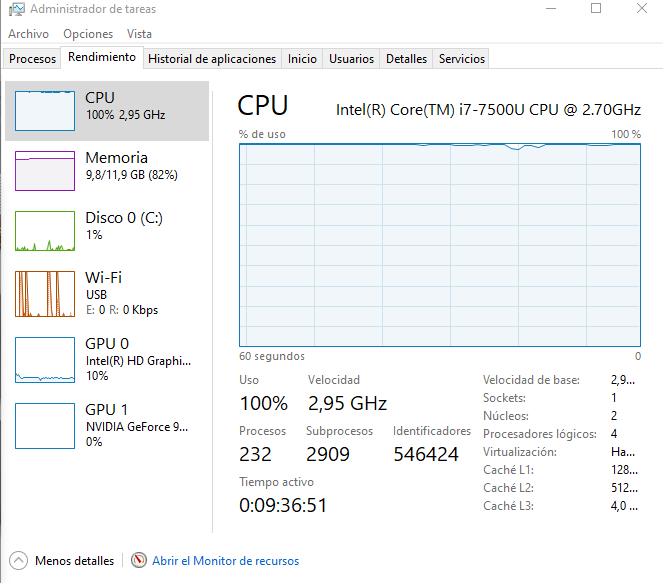 Administrador de tareas
Archivo Opciones Vista
Procesos Rendimiento Historial de aplicaciones Inicio Usuarios Detalles Servicios
CPU
100% 2,95 GHz
Memoria
9,8/11,9 GB (82%)
Disco 0 (C:)
1%
Wi-Fi
USB
E: 0 R: 0 Kbps
GPU 0
Intel(R) HD Graphi...
10%
GPU 1
NVIDIA GeForce 9...
0%
CPU Intel(R) Core(TM) i7-7500U CPU @ 2.70GHz
% de uso 100 %
60 segundos 0
Uso Velocidad
100% 2,95 GHz
Procesos Subprocesos Identificadores
232 2909 546424
Tiempo activo
0:09:36:51
Velocidad de base: 2,9...
Sockets: 1
Núcleos: 2
Procesadores lógicos: 4
Virtualización: Ha...
Caché L1: 128...
Caché L2: 512...
Caché L3: 4,0 ...
Menos detalles Abrir el Monitor de recursos